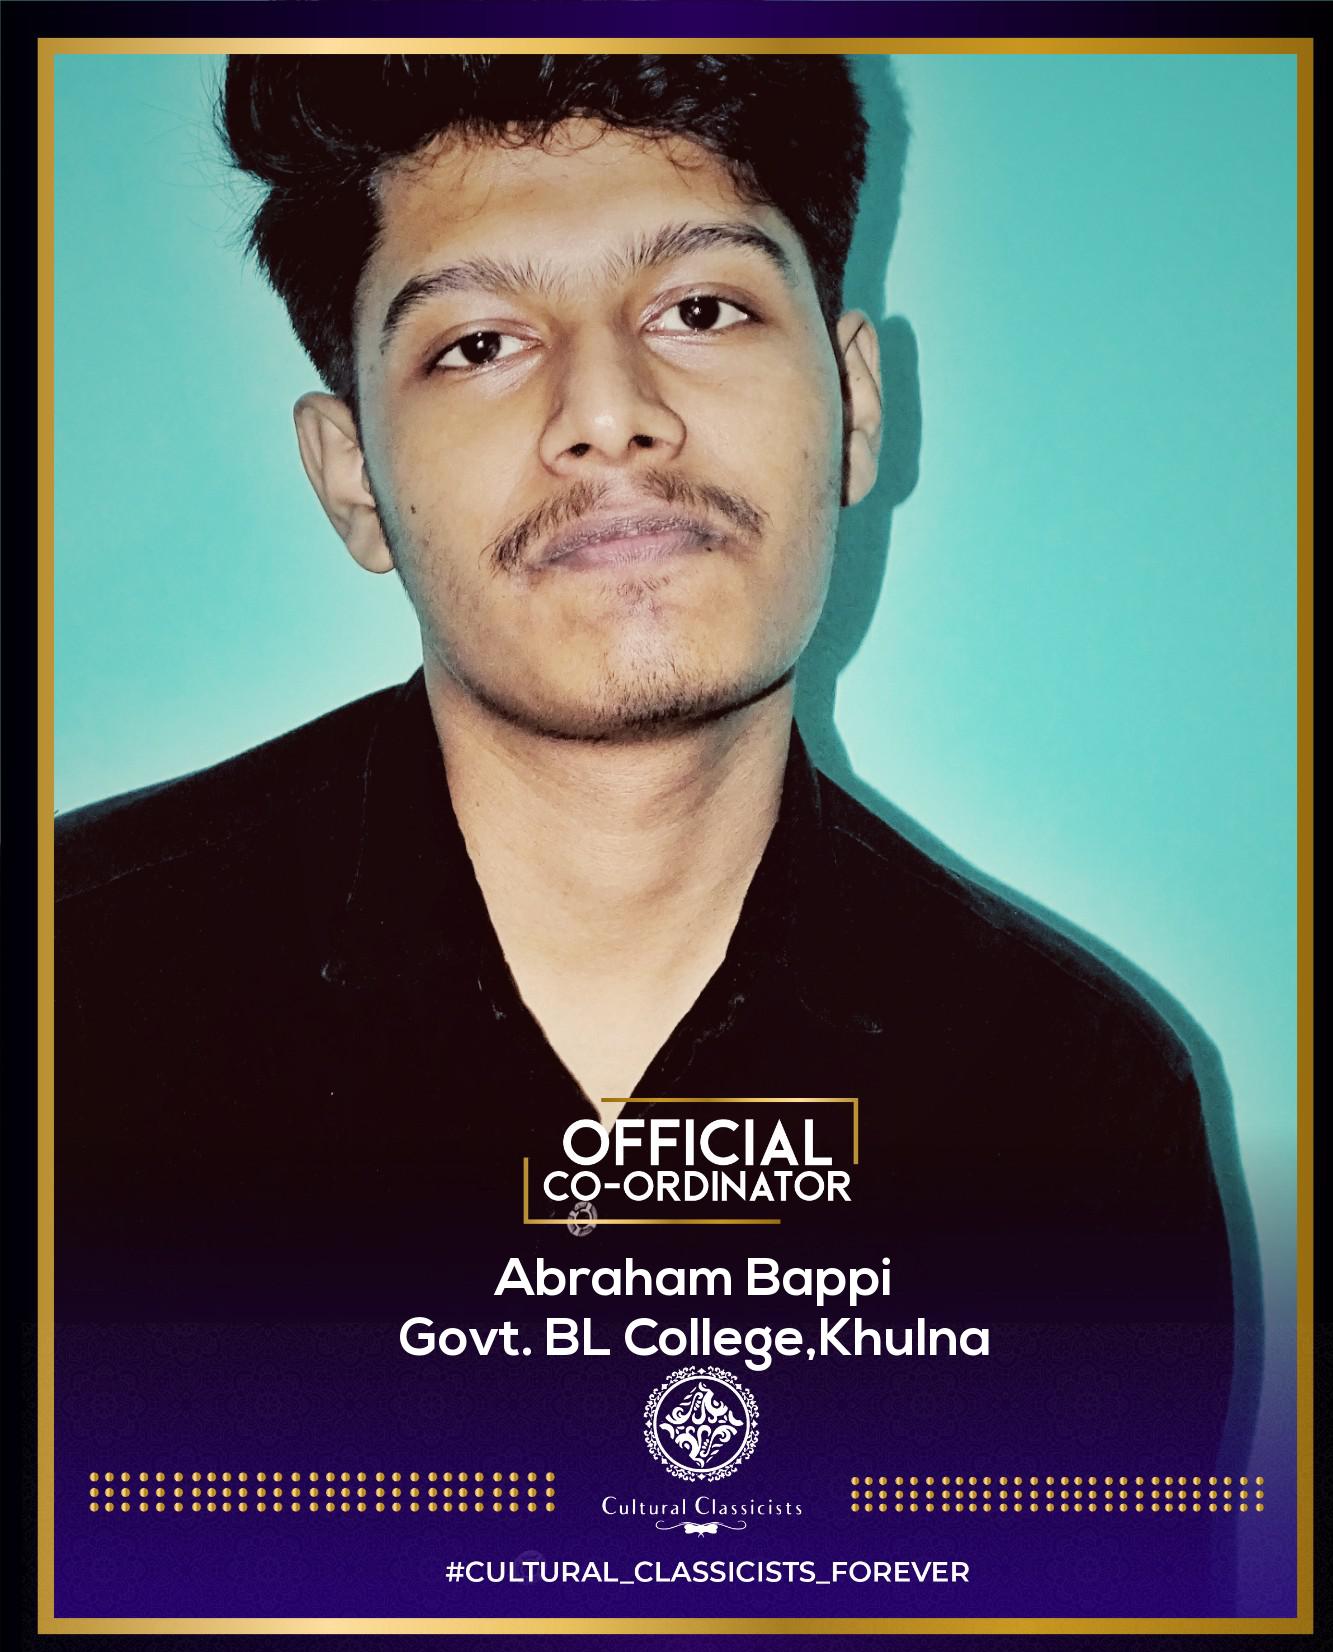 OFFICIAL
CO-ORDINATOR
Abraham Bappi
Govt. BL College,Khulna
Cultural Classicists
#CULTURAL_CLASSICISTS_FOREVER